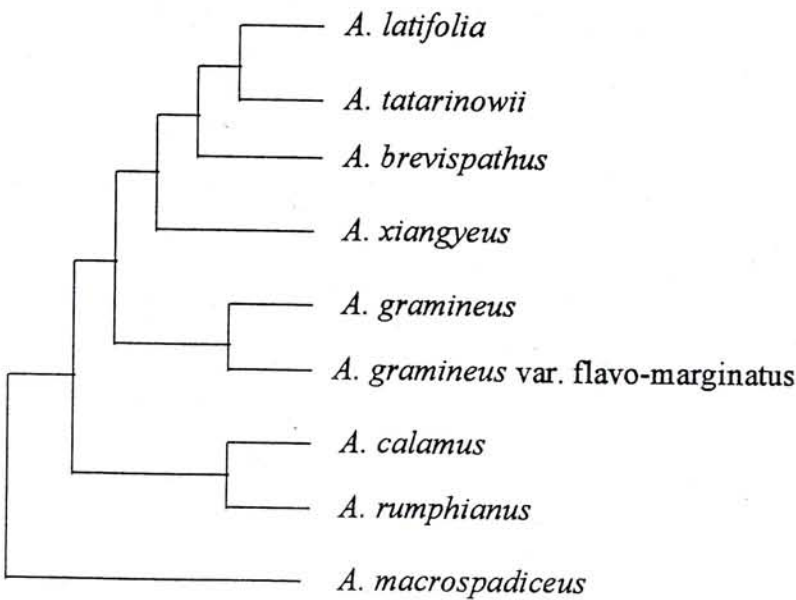 A. latifolia
A. tatarinowii
A. brevispathus
A. xiangyeus
A. gramineus
A. gramineus var. flavo-marginatus
A. calamus
A. rumphianus
A. macrospadiceus